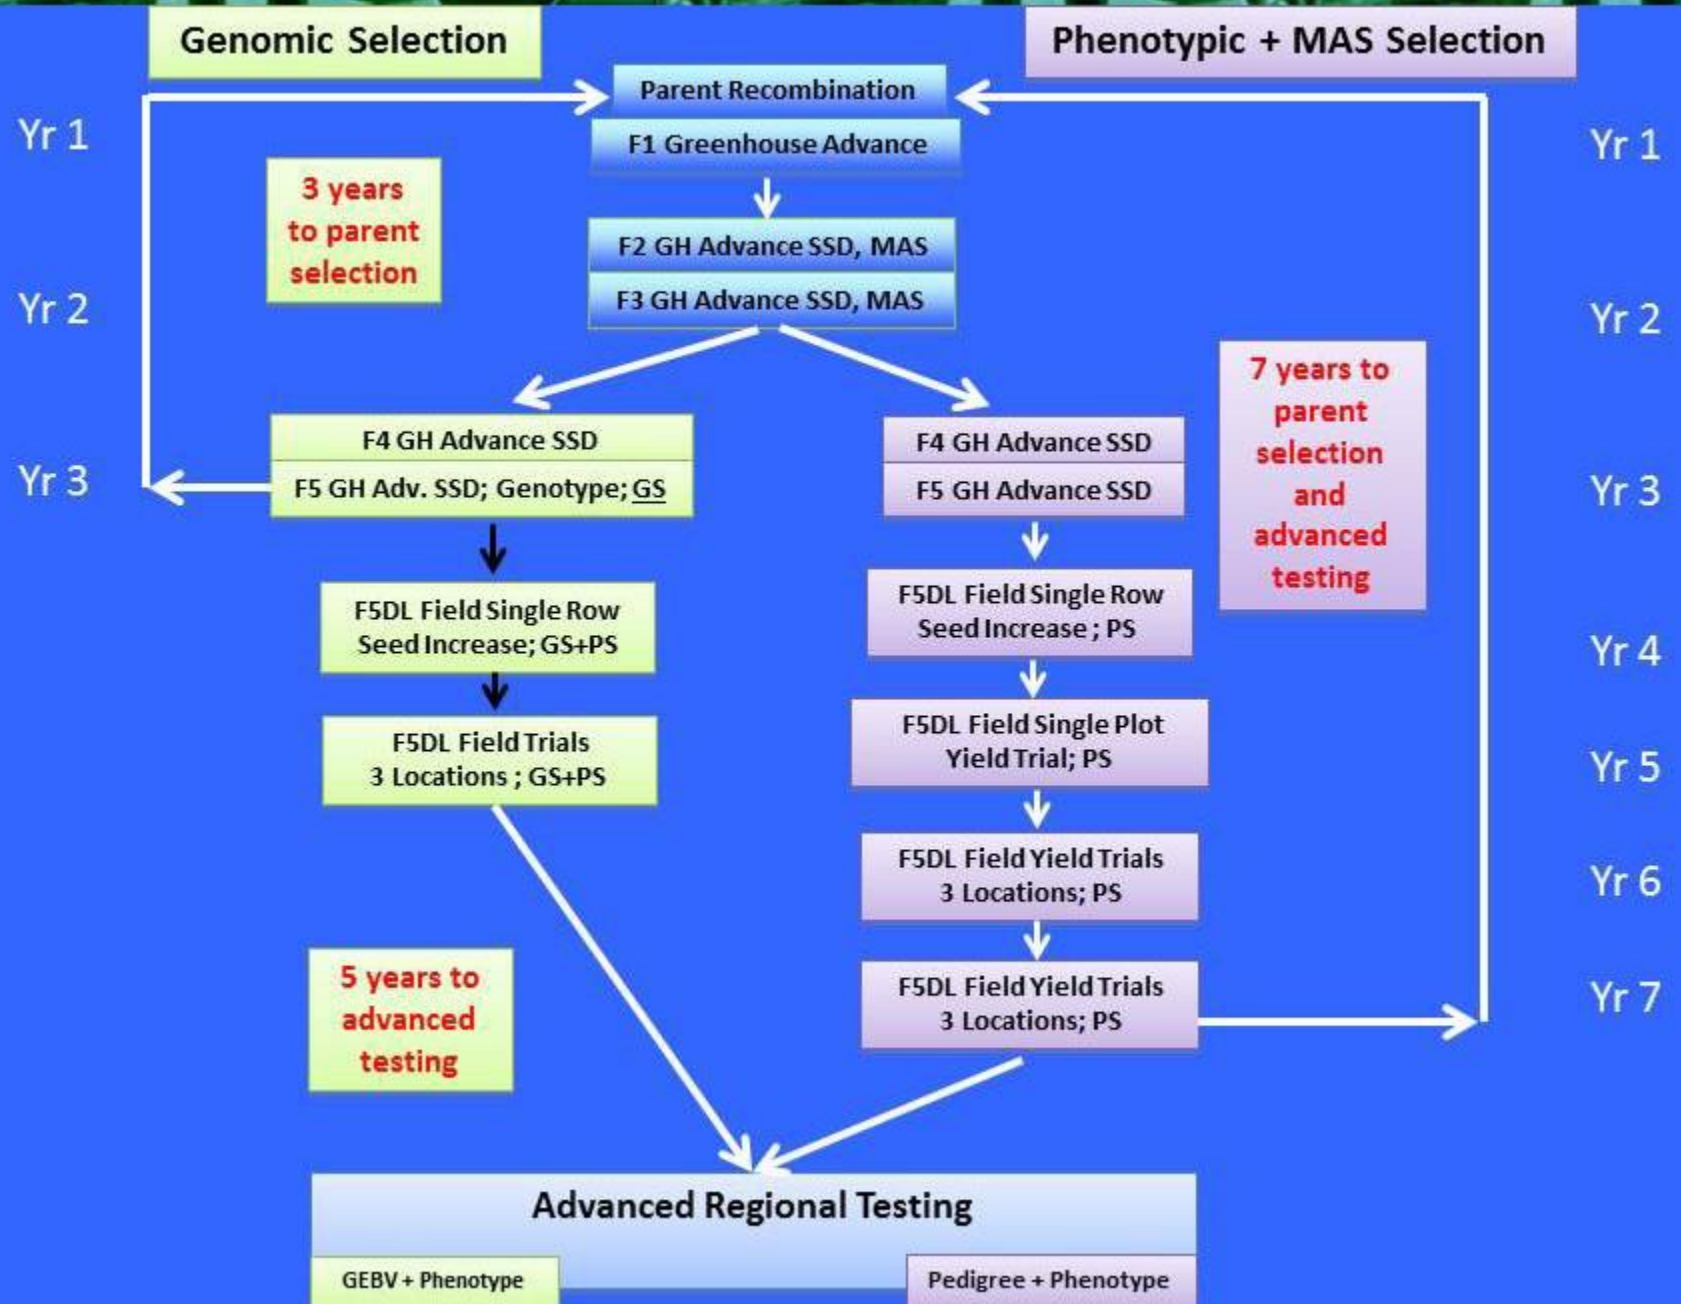 Genomic Selection
Phenotypic + MAS Selection
Parent Recombination
F1 Greenhouse Advance
Yr 1
Yr 1
3 years
to parent
selection
F2 GH Advance SSD, MAS
F3 GH Advance SSD, MAS
Yr 2
Yr 2
7 years to
parent
selection
and
advanced
testing
F4 GH Advance SSD
F5 GH Adv. SSD; Genotype; GS
F4 GH Advance SSD
F5 GH Advance SSD
Yr 3
Yr 3
F5DL Field Single Row
Seed Increase; GS+PS
F5DL Field Single Row
Seed Increase ; PS
Yr 4
F5DL Field Trials
3 Locations ; GS+PS
F5DL Field Single Plot
Yield Trial; PS
Yr 5
F5DL Field Yield Trials
3 Locations; PS
Yr 6
5 years to
advanced
testing
F5DL Field Yield Trials
3 Locations; PS
Yr 7
Advanced Regional Testing
GEBV + Phenotype
Pedigree + Phenotype